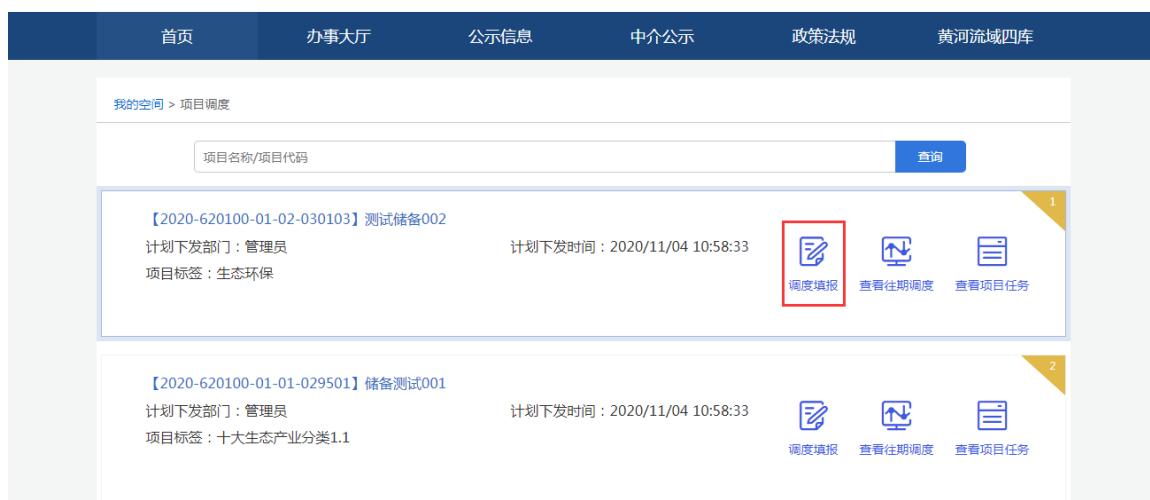 首页 办事大厅 公示信息 中介公示 政策法规 黄河流域四库
我的空间 > 项目调度
项目名称/项目代码 查询
1
【2020-620100-01-02-030103】测试储备002
计划下发部门：管理员 计划下发时间：2020/11/04 10:58:33
项目标签：生态环保
调度填报 查看往期调度 查看项目任务
2
【2020-620100-01-01-029501】储备测试001
计划下发部门：管理员 计划下发时间：2020/11/04 10:58:33
项目标签：十大生态产业分类1.1
调度填报 查看往期调度 查看项目任务